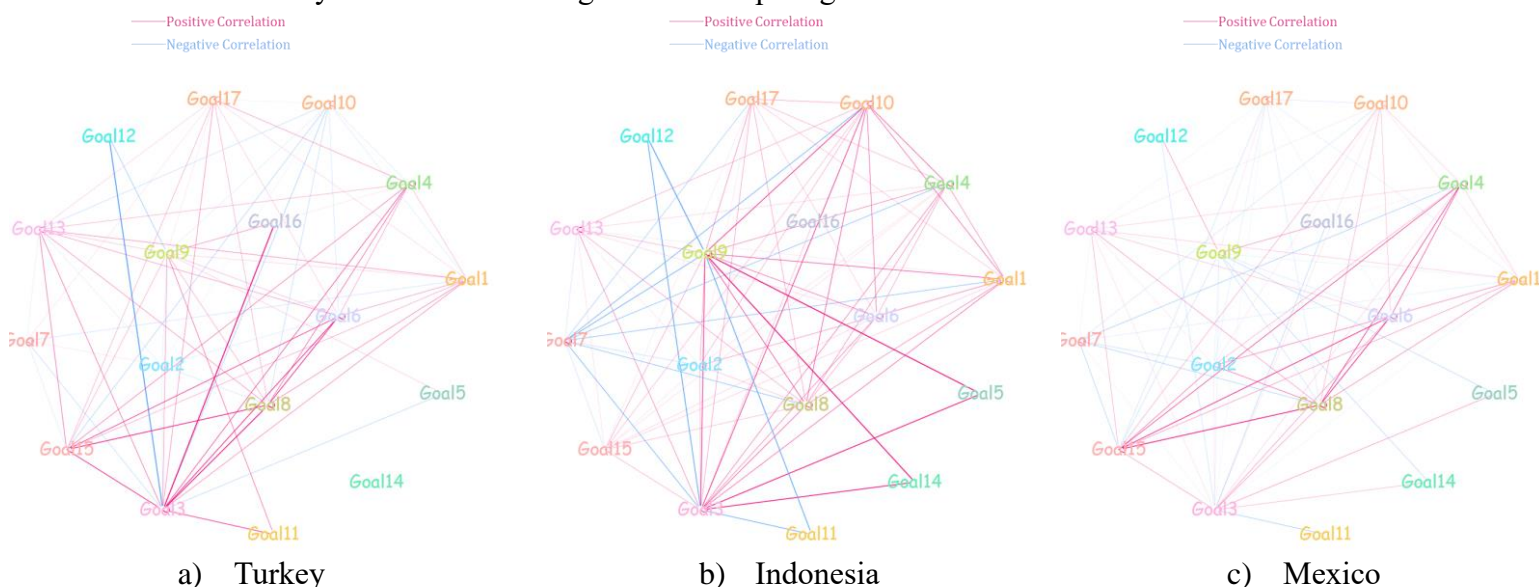 Positive Correlation
Negative Correlation
Goal17
Goal10
Goal12
Goal4
Goal16
Goal13
Goal9
Goal1
Goal6
Goal7
Goal2
Goal5
Goal8
Goal15
Goal14
Goal3
Goal11
a) Turkey
Positive Correlation
Negative Correlation
Goal17
Goal10
Goal12
Goal4
Goal16
Goal13
Goal9
Goal1
Goal6
Goal7
Goal2
Goal5
Goal8
Goal15
Goal14
Goal3
Goal11
b) Indonesia
Positive Correlation
Negative Correlation
Goal17
Goal10
Goal12
Goal4
Goal16
Goal13
Goal9
Goal1
Goal6
Goal7
Goal2
Goal5
Goal8
Goal15
Goal14
Goal3
Goal11
c) Mexico